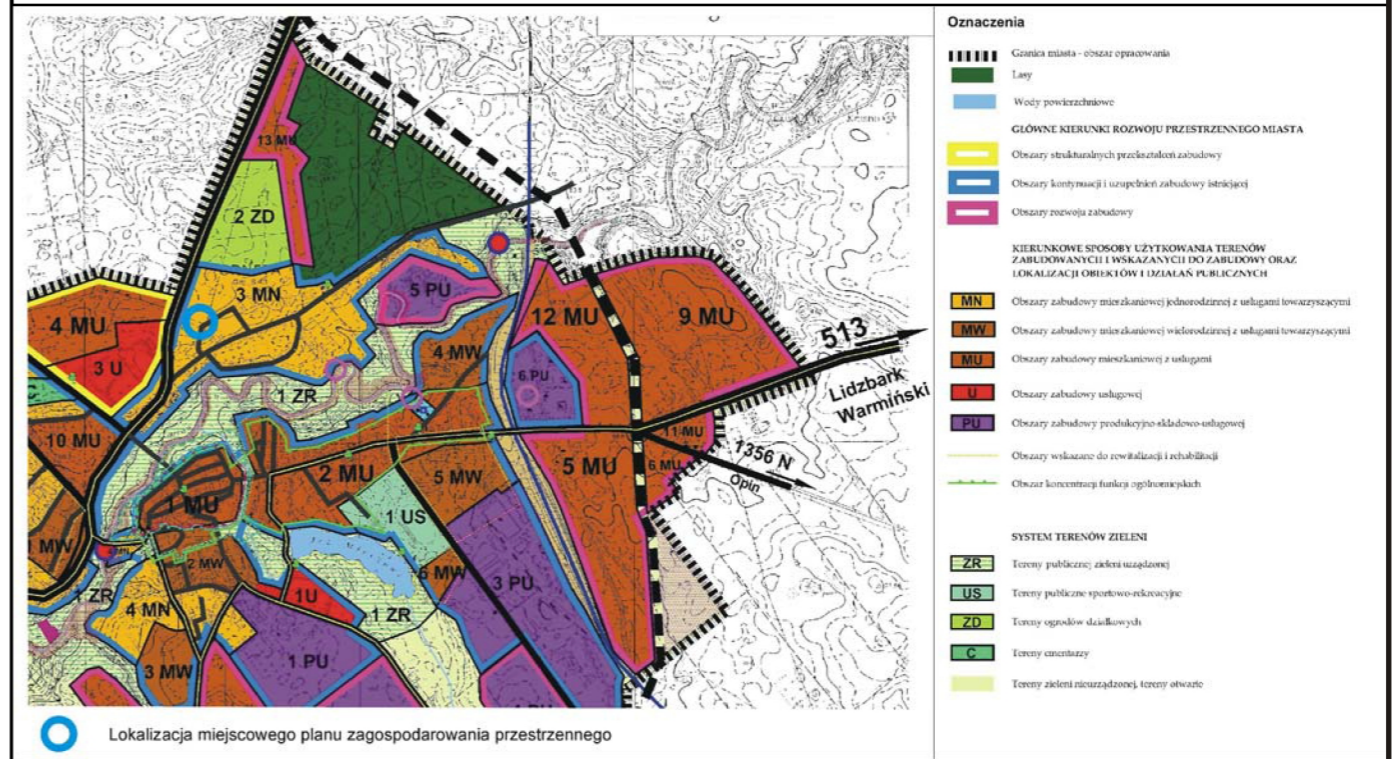 13 MU
2 ZD
3 MN
5 PU
4 MU
3 U
12 MU
9 MU
4 MW
513
6 PU
Lidzbark
Warmiński
1 ZR
10 MU
11 MU
1356 N
2 MU
5 MU
6 MU
Opin
5 MW
1 MU
1 US
MW
2 MW
6 MW
3 PU
1 ZR
4 MN
1U
1 ZR
1 PU
3 MW
Lokalizacja miejscowego planu zagospodarowania przestrzennego
Oznaczenia
Granica miasta - obszar opracowania
Lasy
Wody powierzchniowe
GŁÓWNE KIERUNKI ROZWOJU PRZESTRZENNEGO MIASTA
Obszary strukturalnych przekształceń zabudowy
Obszary kontynuacji i uzupełnień zabudowy istniejącej
Obszary rozwoju zabudowy
KIERUNKOWE SPOSOBY UŻYTKOWANIA TERENÓW
ZABUDOWANYCH I WSKAZANYCH DO ZABUDOWY ORAZ
LOKALIZACJI OBIEKTÓW I DZIAŁAŃ PUBLICZNYCH
MN Obszary zabudowy mieszkaniowej jednorodzinnej z usługami towarzyszącymi
MW Obszary zabudowy mieszkaniowej wielorodzinnej z usługami towarzyszącymi
MU Obszary zabudowy mieszkaniowej z usługami
U Obszary zabudowy usługowej
PU Obszary zabudowy produkcyjno-składowo-usługowej
Obszary wskazane do rewitalizacji i rehabilitacji
Obszar koncentracji funkcji ogólnomiejskich
SYSTEM TERENÓW ZIELENI
ZR Tereny publicznej zieleni urządzonej
US Tereny publiczne sportowo-rekreacyjne
ZD Tereny ogrodów działkowych
C Tereny cmentarzy
Tereny zieleni nieurządzonej, tereny otwarte